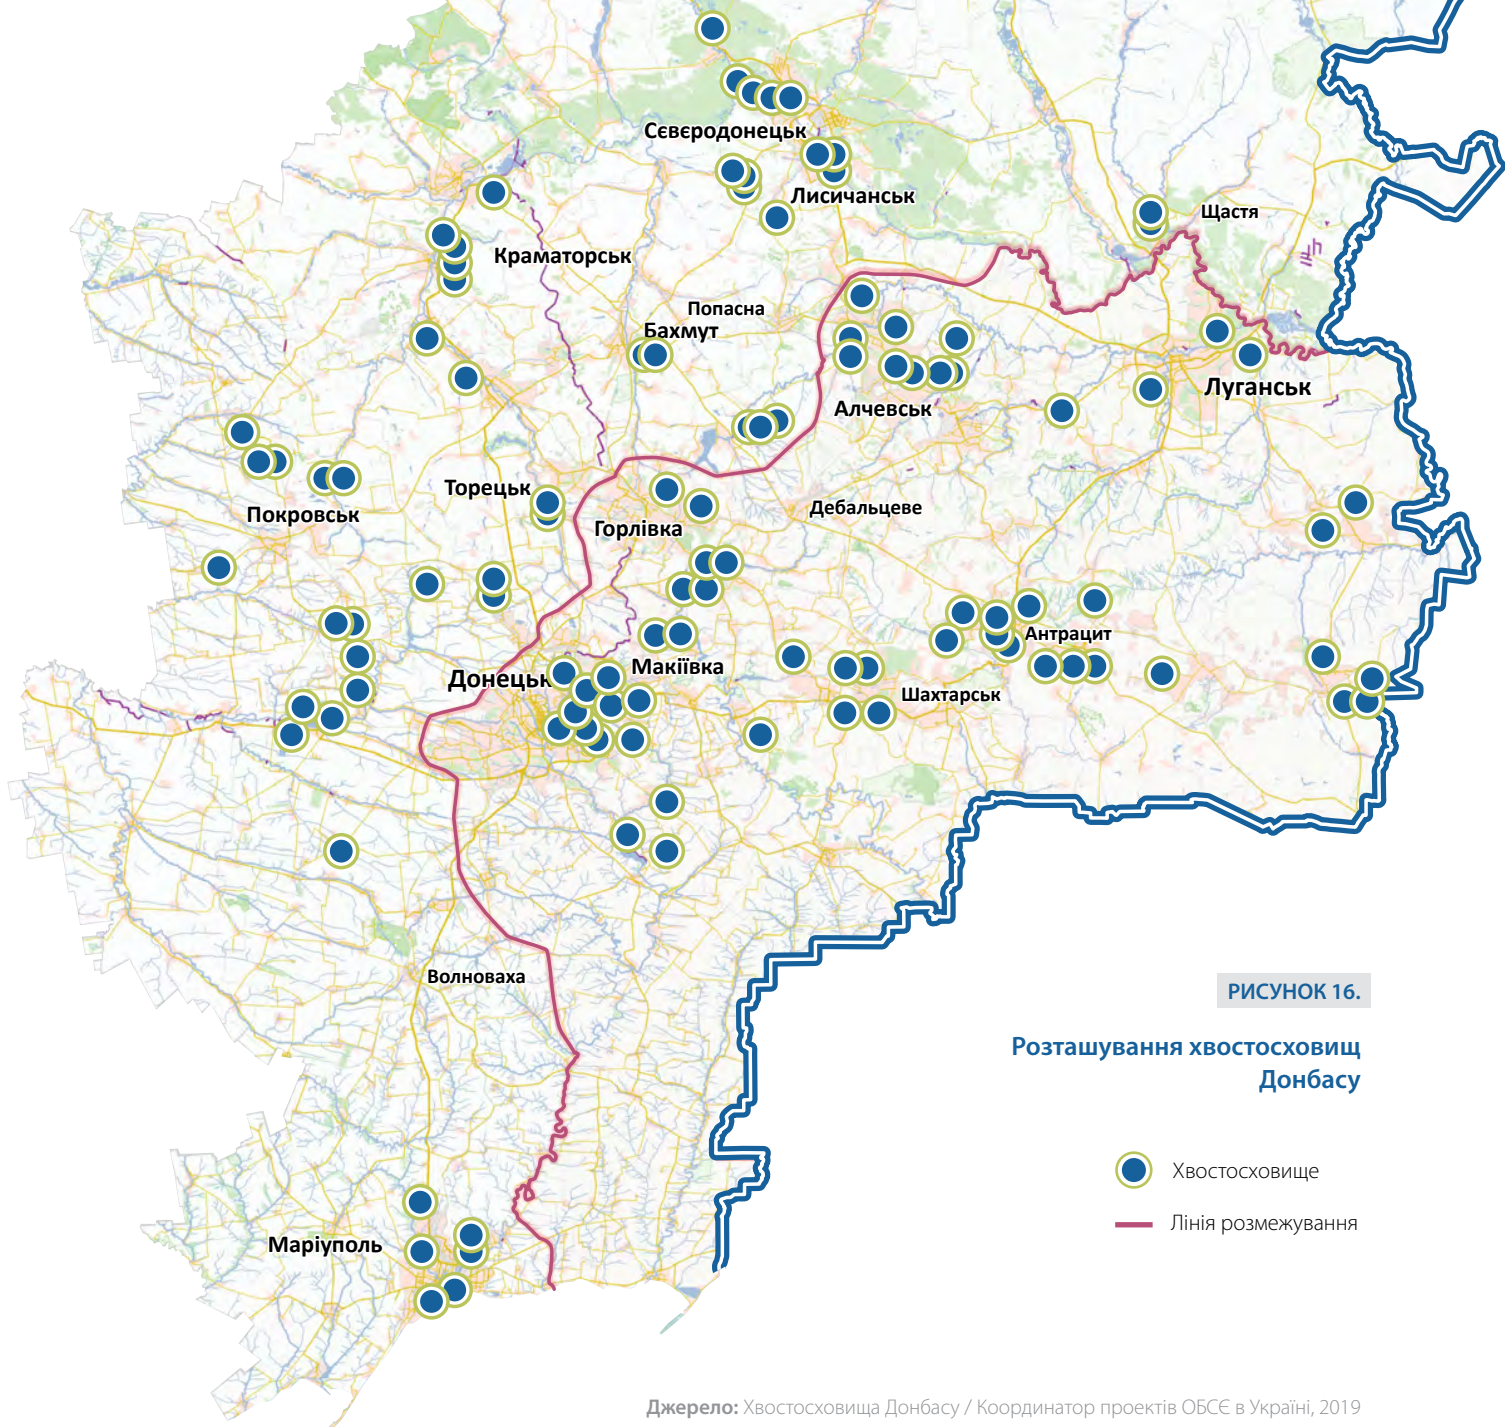 Сєвєродонецьк
Лисичанськ
Щастя
Краматорськ
Попасна
Бахмут
Луганськ
Алчевськ
Торецьк
Покровськ
Горлівка
Дебальцеве
Антрацит
Макіївка
Донецьк
Шахтарськ
Волноваха
РИСУНОК 16.
Розташування хвостосховищ
Донбасу
Хвостосховище
Лінія розмежування
Маріуполь
Джерело: Хвостосховища Донбасу / Координатор проектів ОБСЄ в Україні, 2019